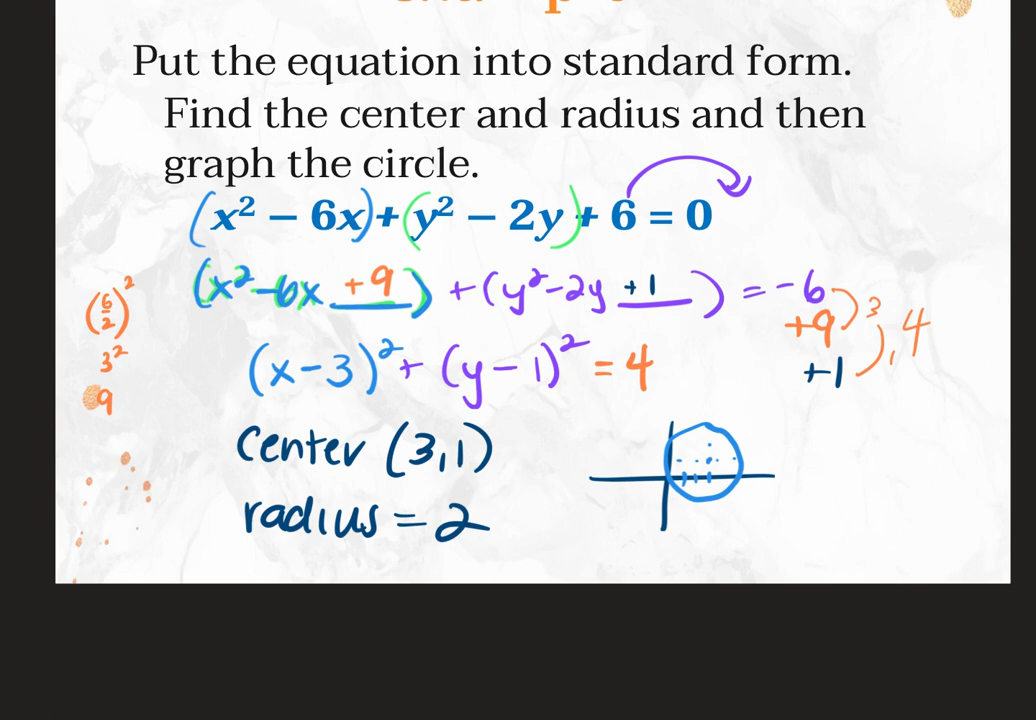 Put the equation into standard form.
Find the center and radius and then
graph the circle.
(x² − 6x)+(y² − 2y)+ 6 = 0
(x²-6x +9) +(y²-2y +1) = -6
+9 3
+1 , 4
(6/2)²
3²
9
(x-3)²+ (y-1)² = 4
center (3,1)
radius = 2